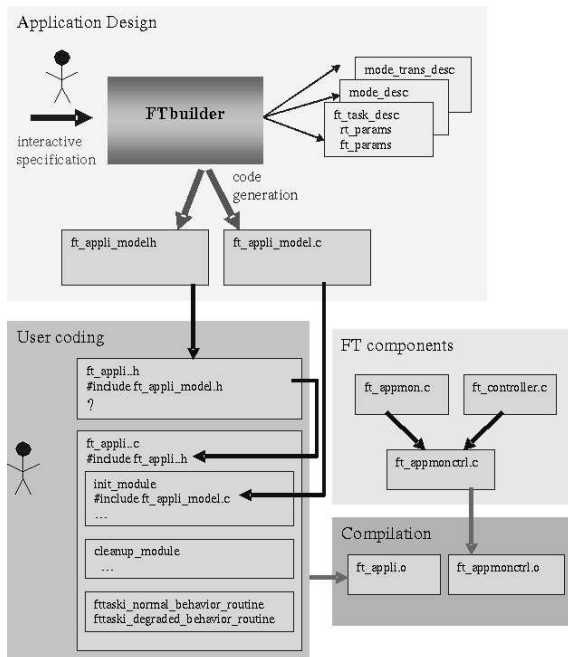 Application Design
FTbuilder
interactive
specification
mode_trans_desc
mode_desc
ft_task_desc
rt_params
ft_params
code
generation
ft_appli_modelh
ft_appli_model.c
User coding
ft_appli..h
#include ft_appli_model.h
?
ft_appli..c
#include ft_appli..h
init_module
#include ft_appli_model.c
...
cleanup_module
...
fttaski_normal_behavior_routine
fttaski_degraded_behavior_routine
FT components
ft_appmon.c
ft_controller.c
ft_appmonctrl.c
Compilation
ft_appli.o
ft_appmonctrl.o